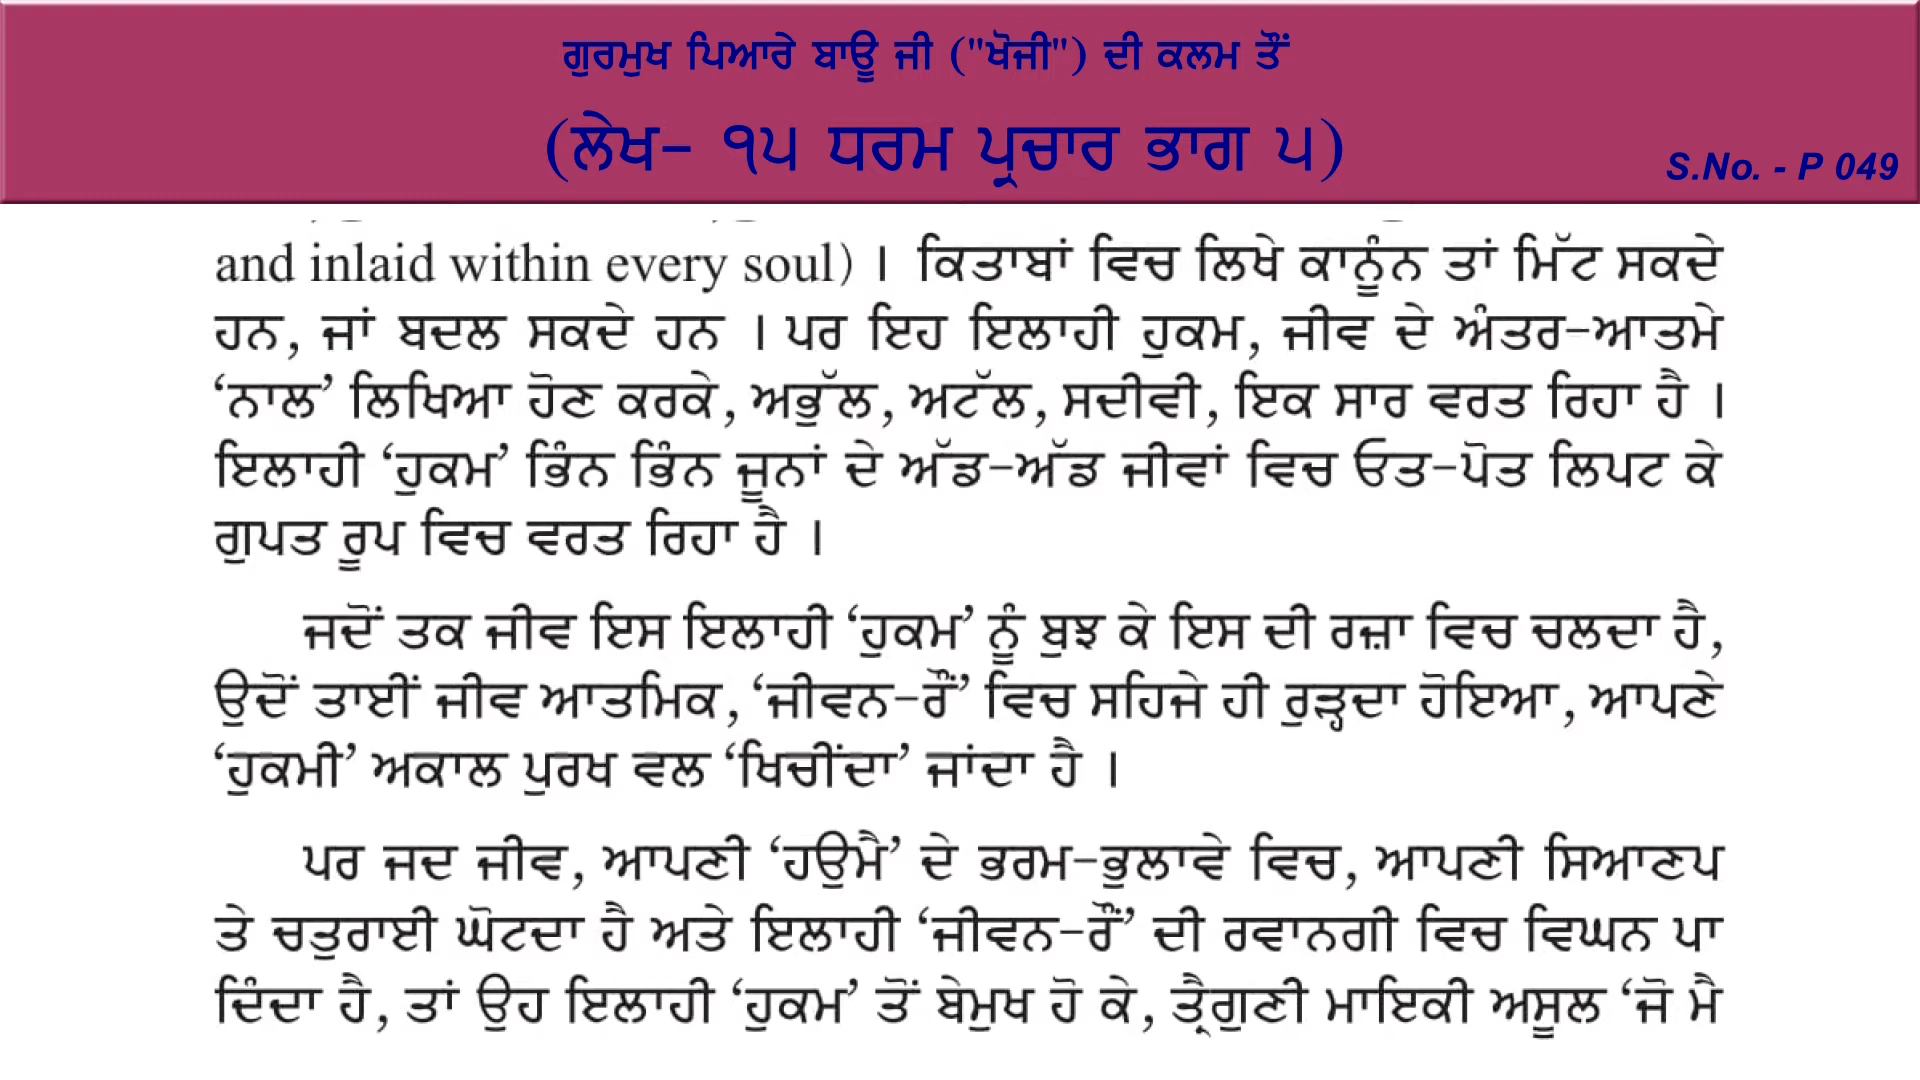 ਗੁਰਮੁਖ ਪਿਆਰੇ ਬਾਊ ਜੀ ("ਖੋਜੀ") ਦੀ ਕਲਮ ਤੋਂ
(ਲੇਖ- ੧੫ ਧਰਮ ਪ੍ਰਚਾਰ ਭਾਗ ੫)
S.No. - P 049
and inlaid within every soul) । ਕਿਤਾਬਾਂ ਵਿਚ ਲਿਖੇ ਕਾਨੂੰਨ ਤਾਂ ਮਿੱਟ ਸਕਦੇ
ਹਨ, ਜਾਂ ਬਦਲ ਸਕਦੇ ਹਨ । ਪਰ ਇਹ ਇਲਾਹੀ ਹੁਕਮ, ਜੀਵ ਦੇ ਅੰਤਰ-ਆਤਮੇ
‘ਨਾਲ’ ਲਿਖਿਆ ਹੋਣ ਕਰਕੇ, ਅਭੁੱਲ, ਅਟੱਲ, ਸਦੀਵੀ, ਇਕ ਸਾਰ ਵਰਤ ਰਿਹਾ ਹੈ ।
ਇਲਾਹੀ ‘ਹੁਕਮ’ ਭਿੰਨ ਭਿੰਨ ਜੂਨਾਂ ਦੇ ਅੱਡ-ਅੱਡ ਜੀਵਾਂ ਵਿਚ ਓਤ-ਪੋਤ ਲਿਪਟ ਕੇ
ਗੁਪਤ ਰੂਪ ਵਿਚ ਵਰਤ ਰਿਹਾ ਹੈ ।
ਜਦੋਂ ਤਕ ਜੀਵ ਇਸ ਇਲਾਹੀ ‘ਹੁਕਮ’ ਨੂੰ ਬੁਝ ਕੇ ਇਸ ਦੀ ਰਜ਼ਾ ਵਿਚ ਚਲਦਾ ਹੈ,
ਉਦੋਂ ਤਾਈਂ ਜੀਵ ਆਤਮਿਕ, ‘ਜੀਵਨ-ਰੌਂ’ ਵਿਚ ਸਹਿਜੇ ਹੀ ਰੁੜ੍ਹਦਾ ਹੋਇਆ, ਆਪਣੇ
‘ਹੁਕਮੀ’ ਅਕਾਲ ਪੁਰਖ ਵਲ ‘ਖਿਚੀਂਦਾ’ ਜਾਂਦਾ ਹੈ ।
ਪਰ ਜਦ ਜੀਵ, ਆਪਣੀ ‘ਹਉਮੈ’ ਦੇ ਭਰਮ-ਭੁਲਾਵੇ ਵਿਚ, ਆਪਣੀ ਸਿਆਣਪ
ਤੇ ਚਤੁਰਾਈ ਘੋਟਦਾ ਹੈ ਅਤੇ ਇਲਾਹੀ ‘ਜੀਵਨ-ਰੌਂ’ ਦੀ ਰਵਾਨਗੀ ਵਿਚ ਵਿਘਨ ਪਾ
ਦਿੰਦਾ ਹੈ, ਤਾਂ ਉਹ ਇਲਾਹੀ ‘ਹੁਕਮ’ ਤੋਂ ਬੇਮੁਖ ਹੋ ਕੇ, ਤ੍ਰੈਗੁਣੀ ਮਾਇਕੀ ਅਸੂਲ ‘ਜੋ ਮੈ